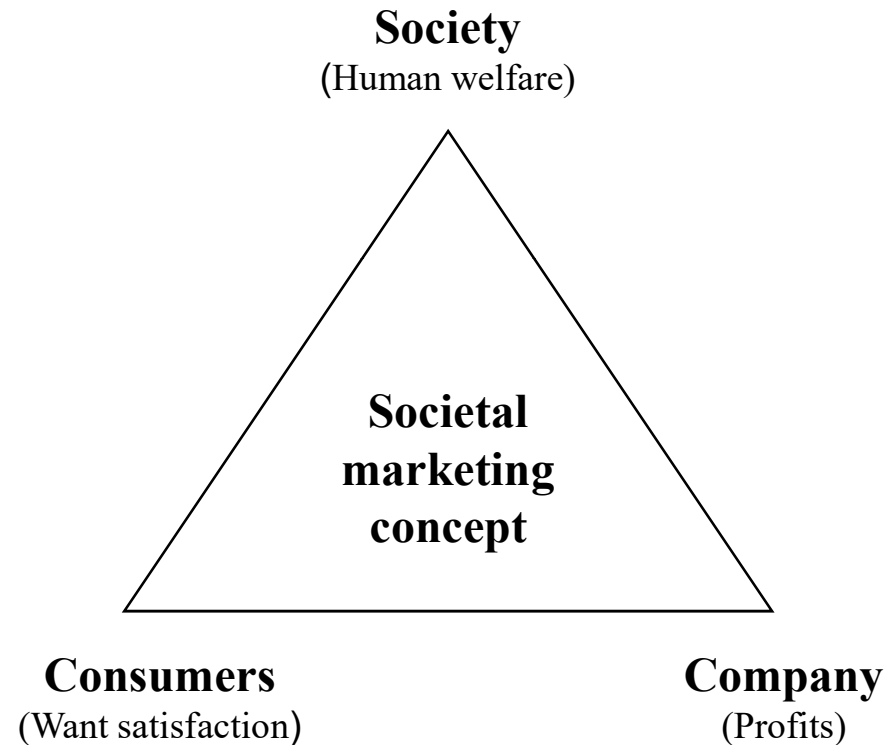 Society
(Human welfare)
Societal
marketing
concept
Consumers
(Want satisfaction)
Company
(Profits)